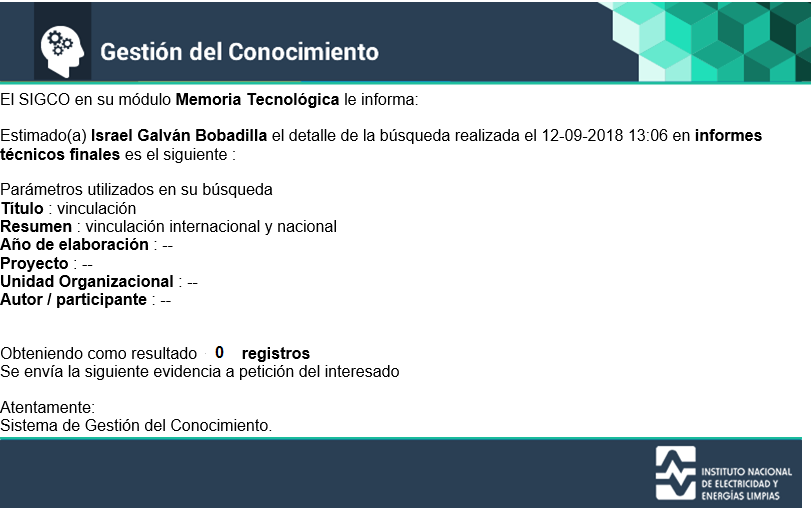 Gestión del Conocimiento
El SIGCO en su módulo Memoria Tecnológica le informa:
Estimado(a) Israel Galván Bobadilla el detalle de la búsqueda realizada el 12-09-2018 13:06 en informes
técnicos finales es el siguiente :
Parámetros utilizados en su búsqueda
Título : vinculación
Resumen : vinculación internacional y nacional
Año de elaboración : --
Proyecto : --
Unidad Organizacional : --
Autor / participante : --
Obteniendo como resultado 0 registros
Se envía la siguiente evidencia a petición del interesado
Atentamente:
Sistema de Gestión del Conocimiento.
INSTITUTO NACIONAL
DE ELECTRICIDAD Y
ENERGÍAS LIMPIAS